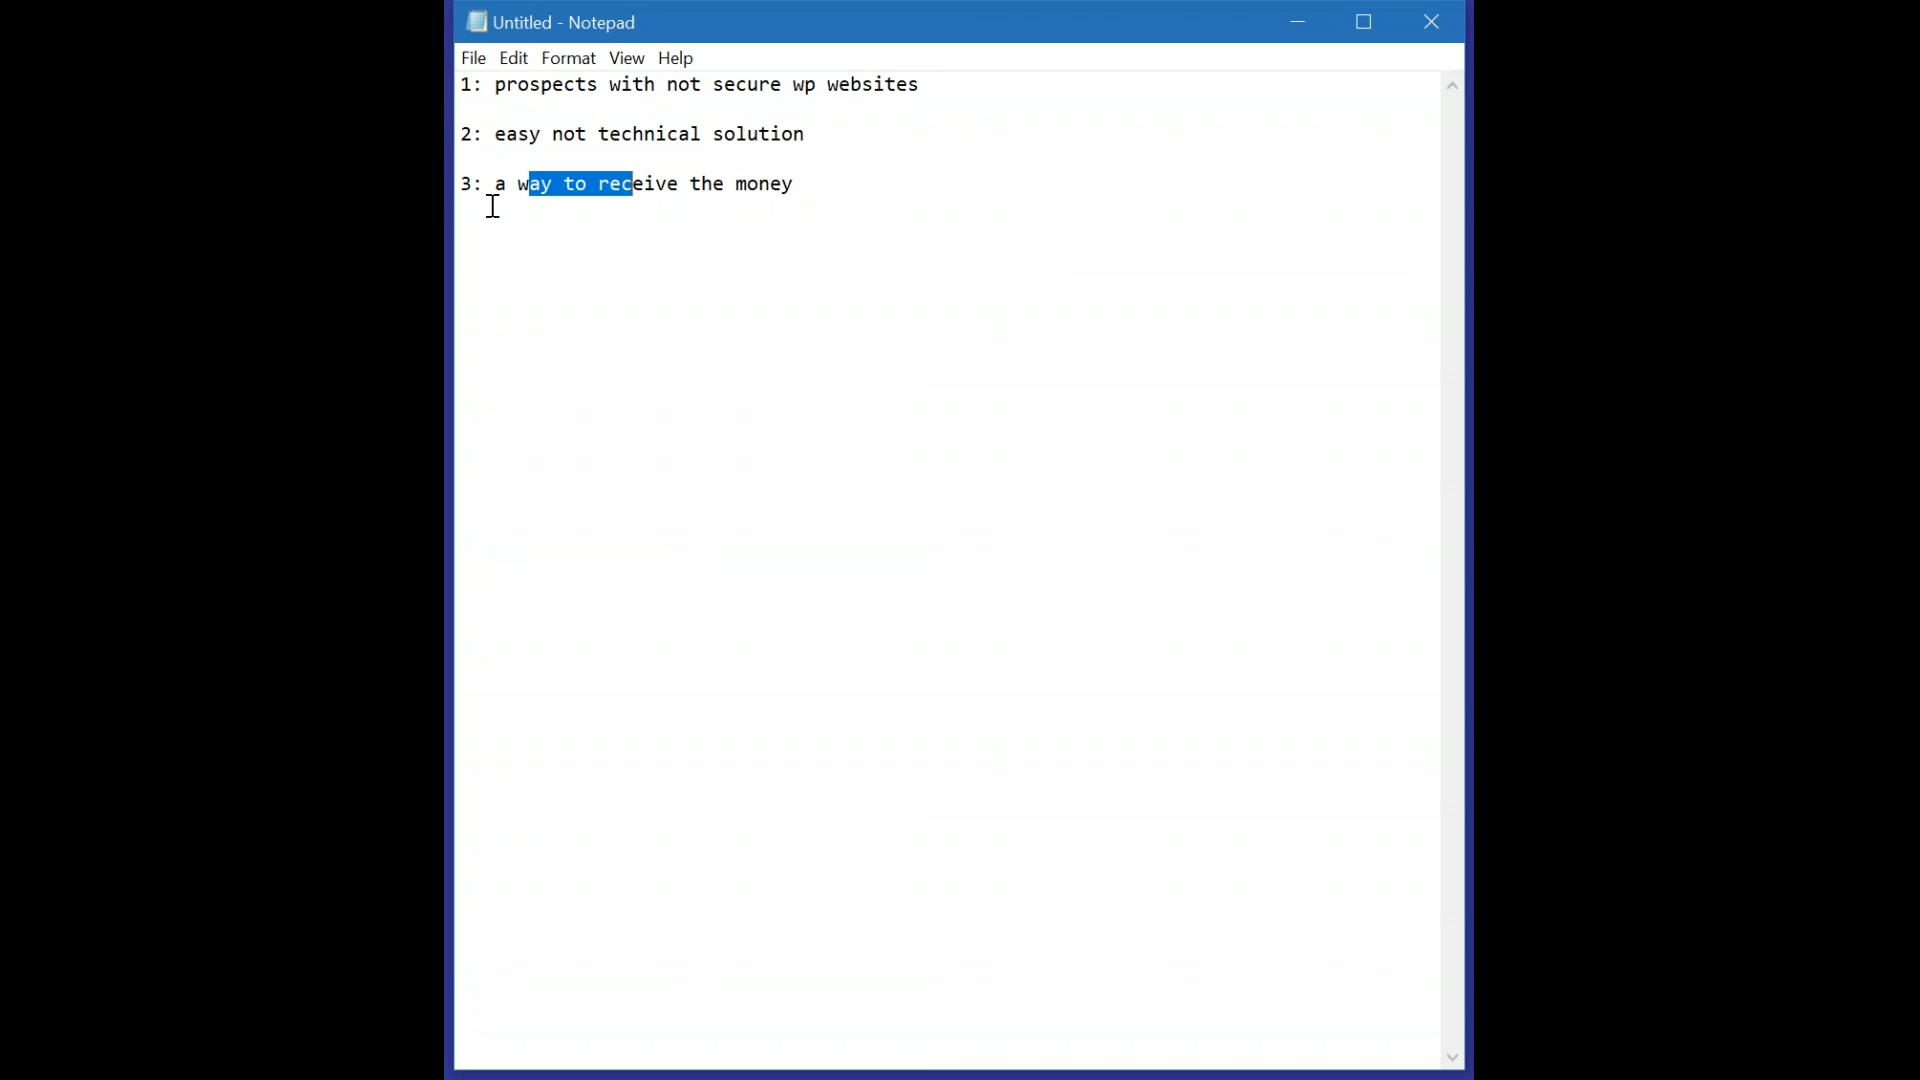 Untitled - Notepad
File Edit Format View Help
1: prospects with not secure wp websites
2: easy not technical solution
3: a way to receive the money